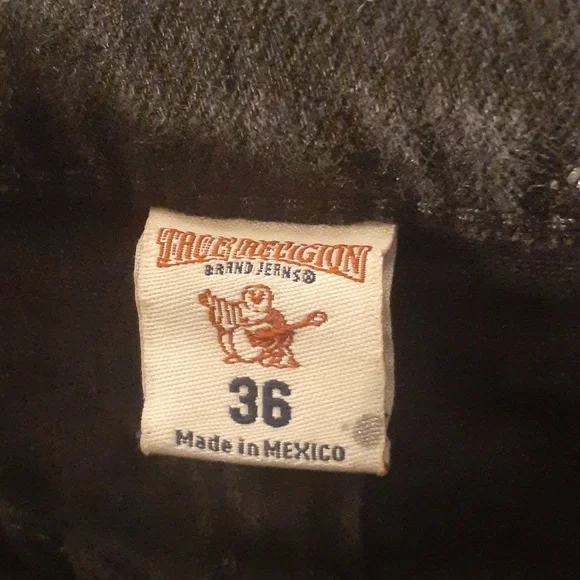 TRUE RELIGION
BRAND JEANS®
36
Made in MEXICO